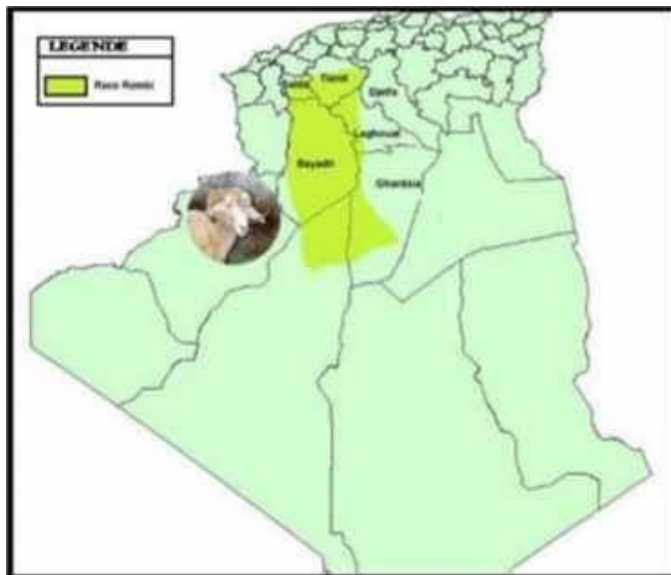 LEGENDE
Race Rembi
Saida
Tiaret
Djelfa
Laghouat
Bayadh
Ghardaia